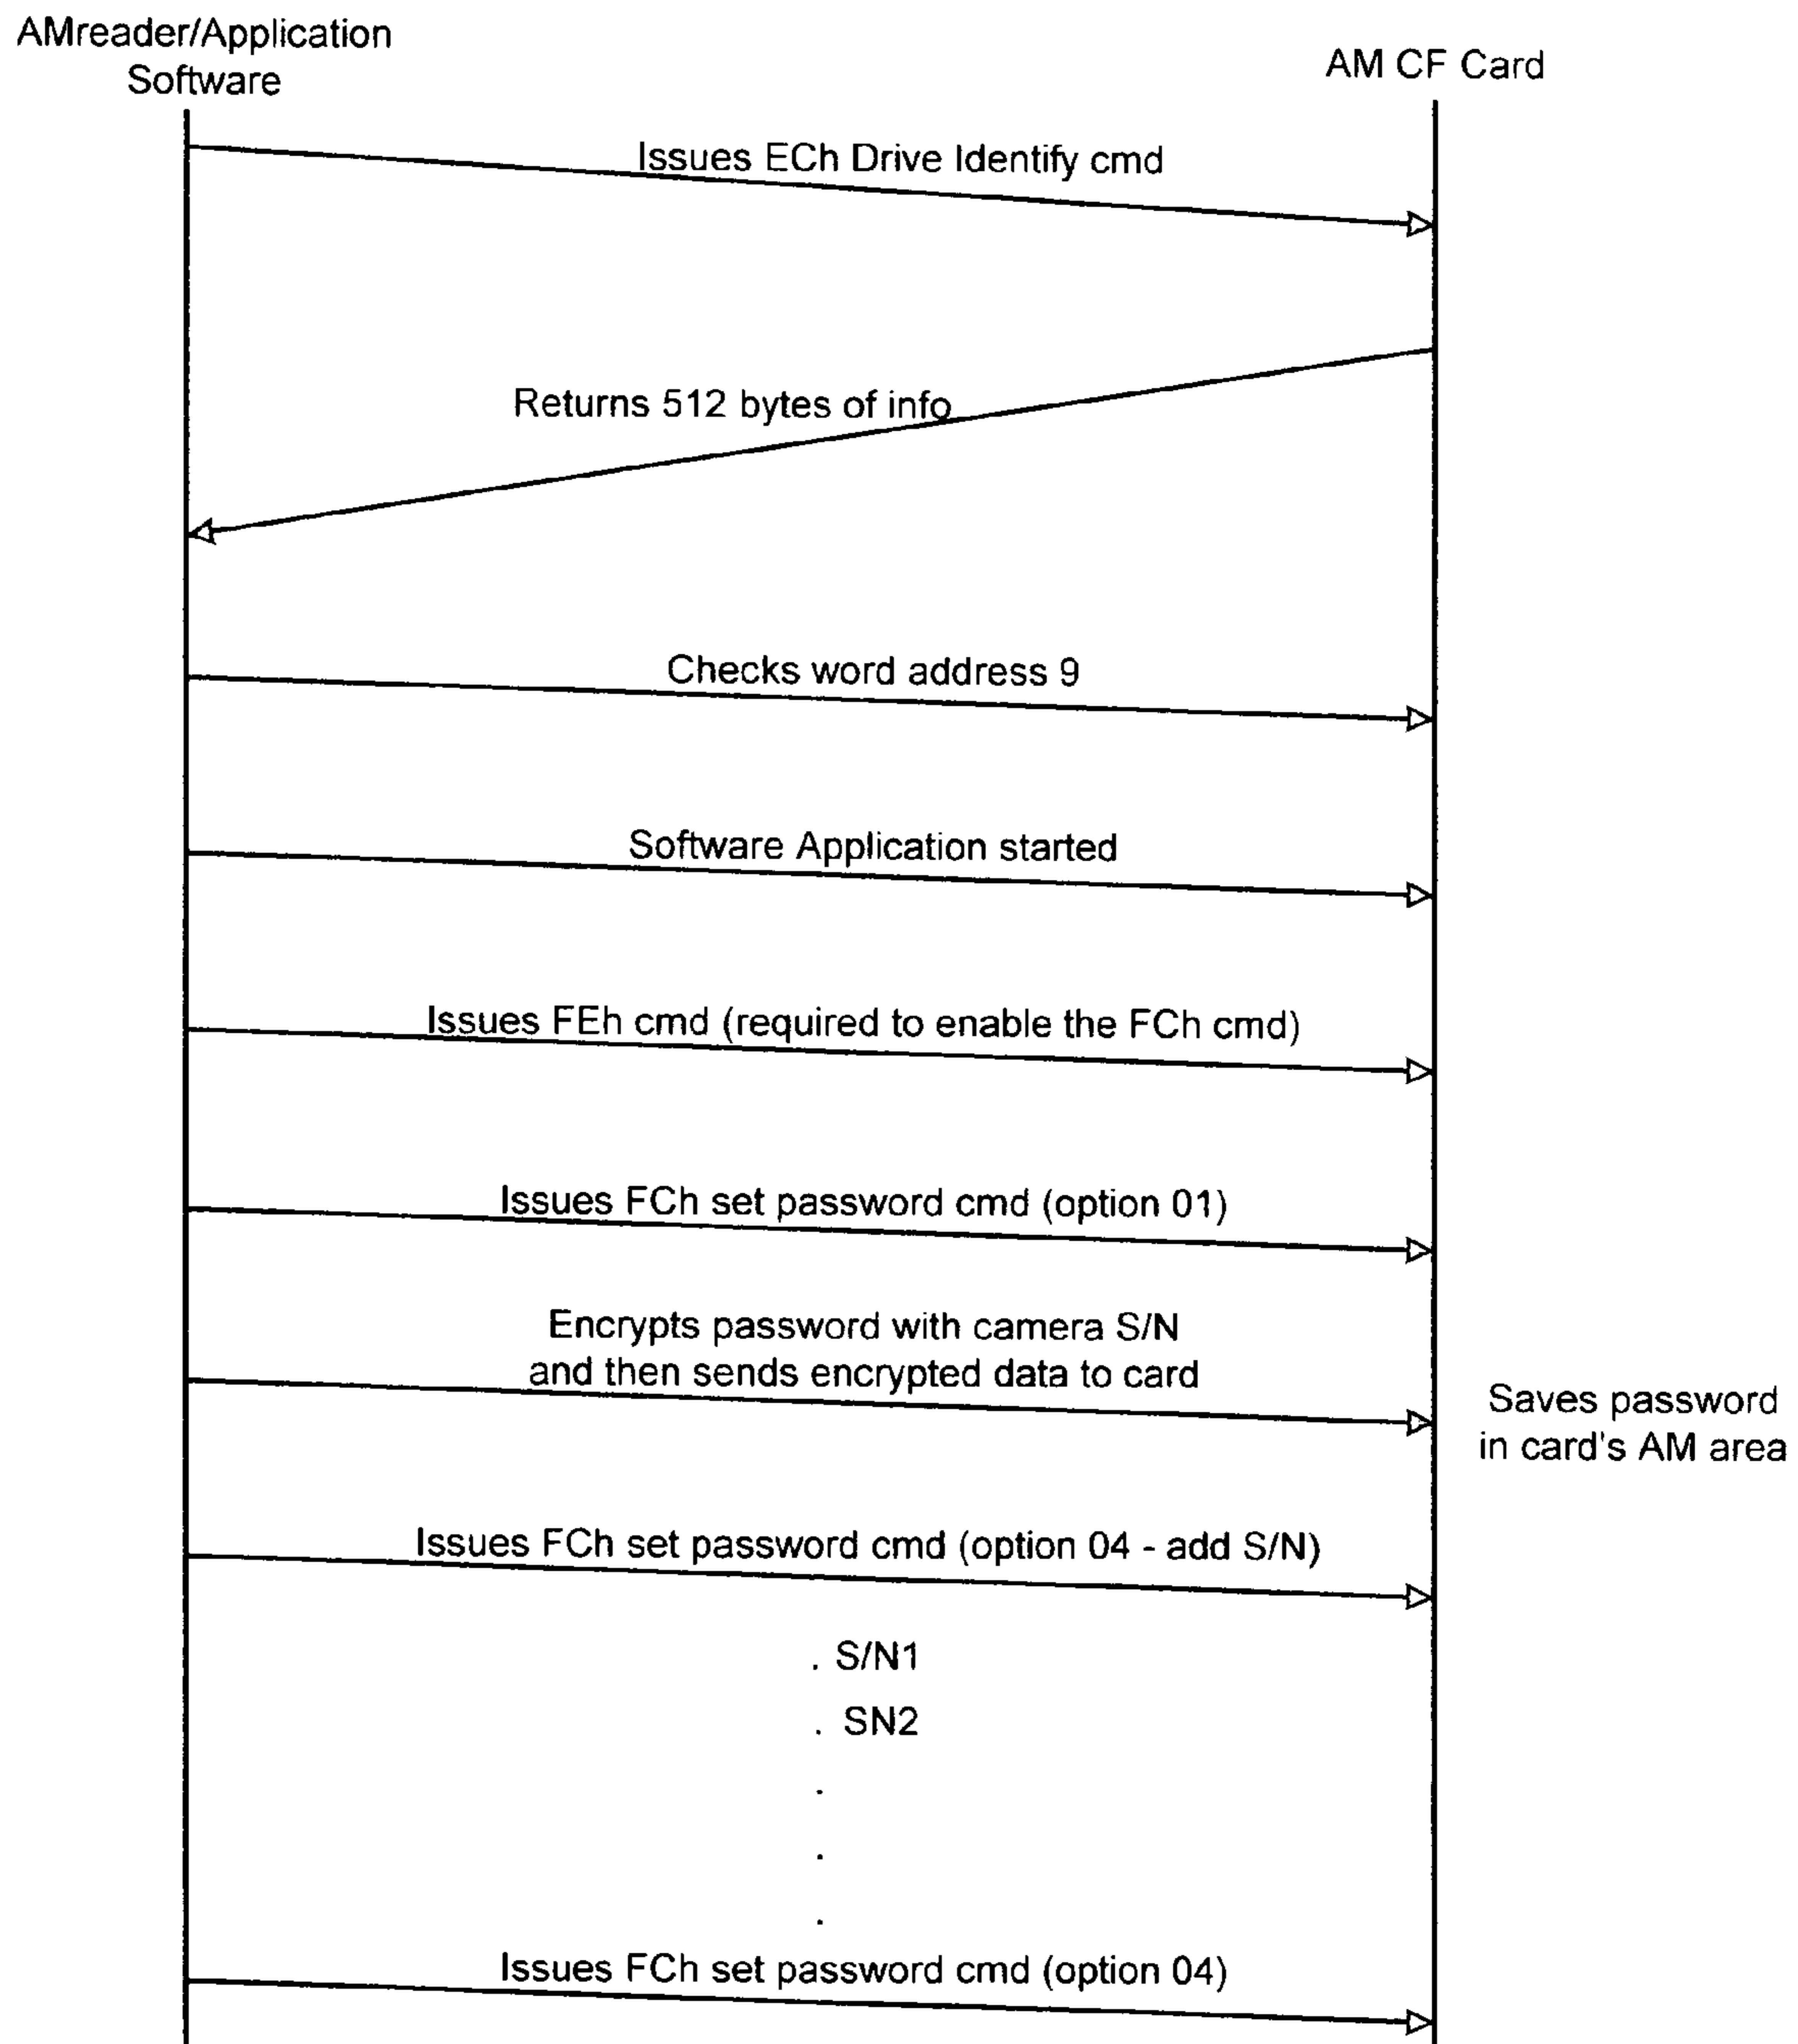 AMreader/Application
Software
AM CF Card
Issues ECh Drive Identify cmd
Returns 512 bytes of info
Checks word address 9
Software Application started
Issues FEh cmd (required to enable the FCh cmd)
Issues FCh set password cmd (option 01)
Encrypts password with camera S/N
and then sends encrypted data to card
Saves password
in card's AM area
Issues FCh set password cmd (option 04 - add S/N)
. S/N1
. SN2
.
.
.
Issues FCh set password cmd (option 04)